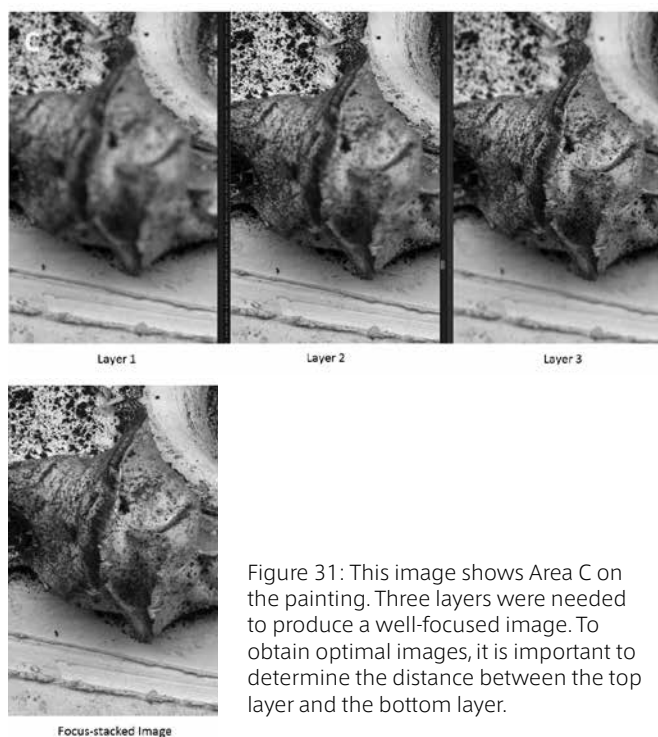 C
Layer 1
Layer 2
Layer 3
Focus-stacked Image
Figure 31: This image shows Area C on
the painting. Three layers were needed
to produce a well-focused image. To
obtain optimal images, it is important to
determine the distance between the top
layer and the bottom layer.